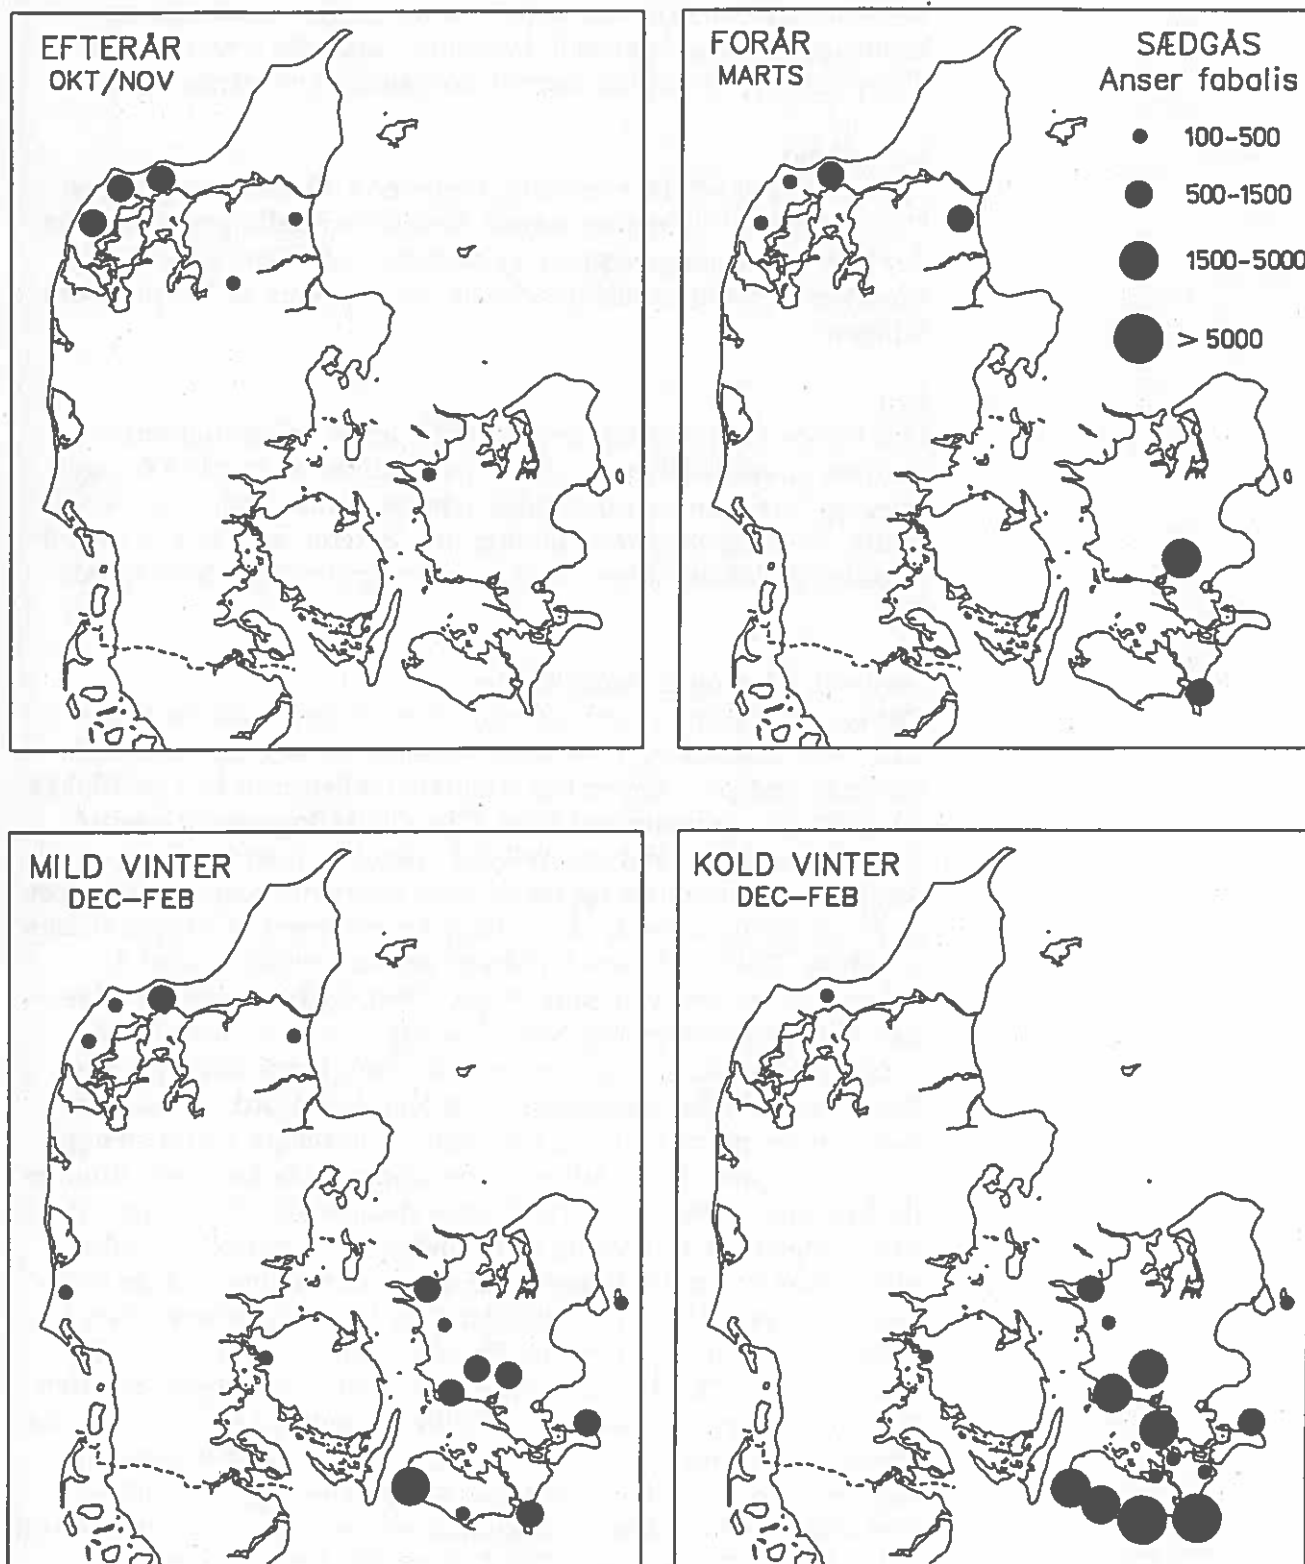 EFTERÅR
OKT/NOV
FORÅR
MARTS
SÆDGÅS
Anser fabalis
100-500
500-1500
1500-5000
> 5000
MILD VINTER
DEC-FEB
KOLD VINTER
DEC-FEB